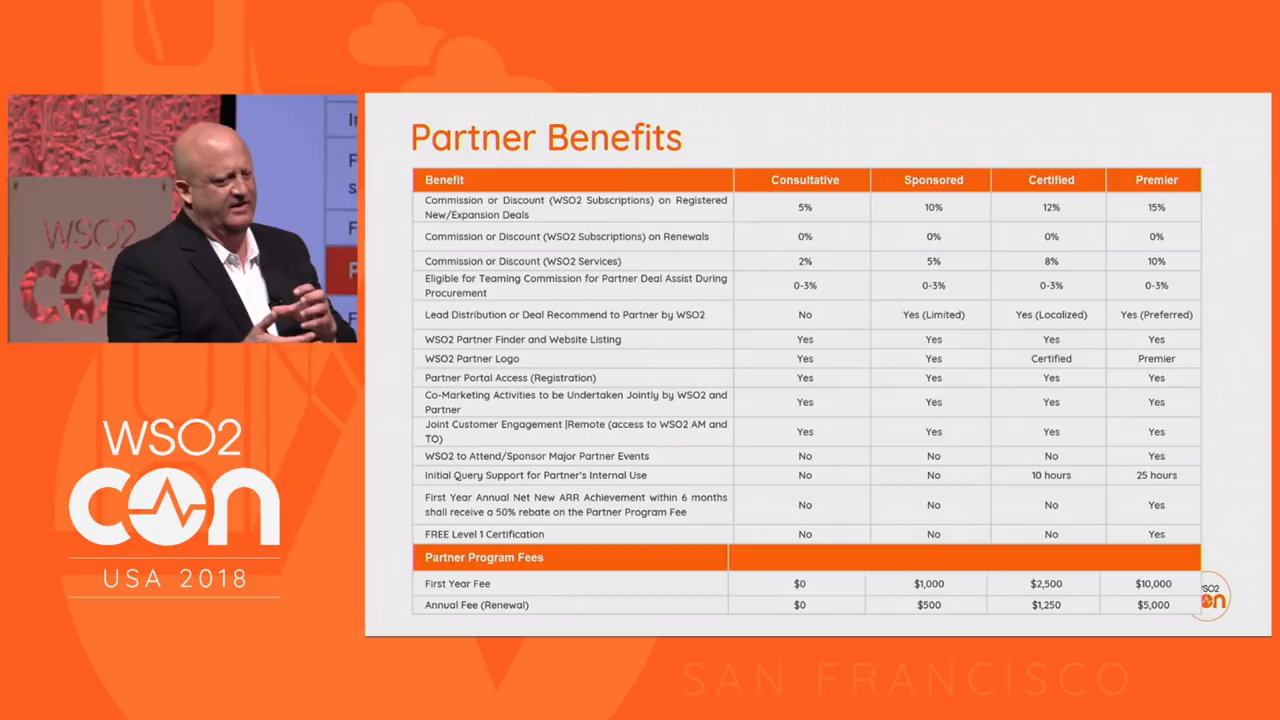 WSO2
CON
WSO2
con
USA 2018
SAN FRANCISCO
Partner Benefits
Benefit Consultative Sponsored Certified Premier
Commission or Discount (WSO2 Subscriptions) on Registered
New/Expansion Deals 5% 10% 12% 15%
Commission or Discount (WSO2 Subscriptions) on Renewals 0% 0% 0% 0%
Commission or Discount (WSO2 Services) 2% 5% 8% 10%
Eligible for Teaming Commission for Partner Deal Assist During
Procurement 0-3% 0-3% 0-3% 0-3%
Lead Distribution or Deal Recommend to Partner by WSO2 No Yes (Limited) Yes (Localized) Yes (Preferred)
WSO2 Partner Finder and Website Listing Yes Yes Yes Yes
WSO2 Partner Logo Yes Yes Certified Premier
Partner Portal Access (Registration) Yes Yes Yes Yes
Co-Marketing Activities to be Undertaken Jointly by WSO2 and
Partner Yes Yes Yes Yes
Joint Customer Engagement |Remote (access to WSO2 AM and
TO) Yes Yes Yes Yes
WSO2 to Attend/Sponsor Major Partner Events No No No Yes
Initial Query Support for Partner's Internal Use No No 10 hours 25 hours
First Year Annual Net New ARR Achievement within 6 months
shall receive a 50% rebate on the Partner Program Fee No No No Yes
FREE Level 1 Certification No No No Yes
Partner Program Fees
First Year Fee $0 $1,000 $2,500 $10,000
Annual Fee (Renewal) $0 $500 $1,250 $5,000